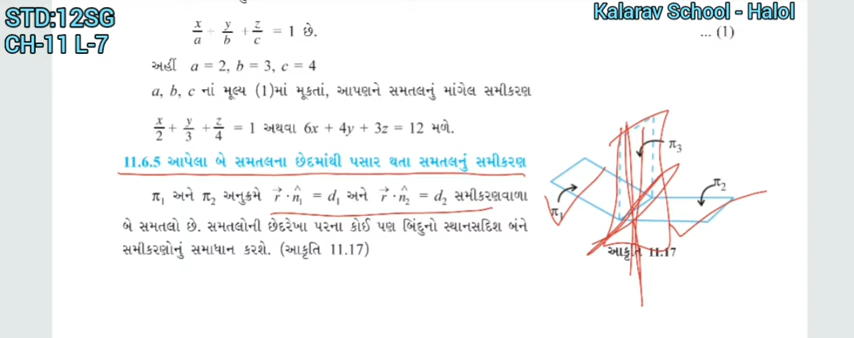 STD:12SG
CH-11 L-7
Kalarav School - Halol
x/a + y/b + z/c = 1 છે. ... (1)
અહીં a = 2, b = 3, c = 4
a, b, c નાં મૂલ્ય (1)માં મૂકતાં, આપણને સમતલનું માંગેલ સમીકરણ
x/2 + y/3 + z/4 = 1 અથવા 6x + 4y + 3z = 12 મળે.
11.6.5 આપેલા બે સમતલના છેદમાંથી પસાર થતા સમતલનું સમીકરણ
π₁ અને π₂ અનુક્રમે r⃗ · n̂₁ = d₁ અને r⃗ · n̂₂ = d₂ સમીકરણવાળા
બે સમતલો છે. સમતલોની છેદરેખા પરના કોઈ પણ બિંદુનો સ્થાનસદિશ બંને
સમીકરણોનું સમાધાન કરશે. (આકૃતિ 11.17)
π₃
π₂
π₁
આકૃતિ 11.17